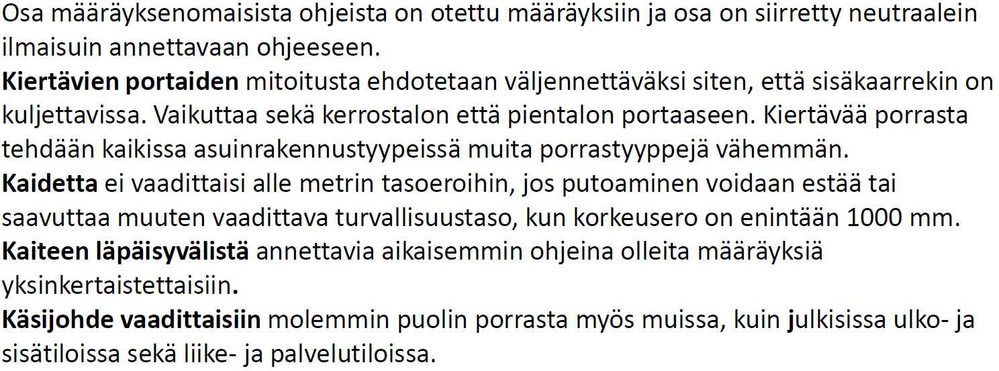 Osa määräyksenomaisista ohjeista on otettu määräyksiin ja osa on siirretty neutraalein
ilmaisuin annettavaan ohjeeseen.
Kiertävien portaiden mitoitusta ehdotetaan väljennettäväksi siten, että sisäkaarrekin on
kuljettavissa. Vaikuttaa sekä kerrostalon että pientalon portaaseen. Kiertävää porrasta
tehdään kaikissa asuinrakennustyypeissä muita porrastyyppejä vähemmän.
Kaidetta ei vaadittaisi alle metrin tasoeroihin, jos putoaminen voidaan estää tai
saavuttaa muuten vaadittava turvallisuustaso, kun korkeusero on enintään 1000 mm.
Kaiteen läpäisyvälistä annettavia aikaisemmin ohjeina olleita määräyksiä
yksinkertaistettaisiin.
Käsijohde vaadittaisiin molemmin puolin porrasta myös muissa, kuin julkisissa ulko- ja
sisätiloissa sekä liike- ja palvelutiloissa.